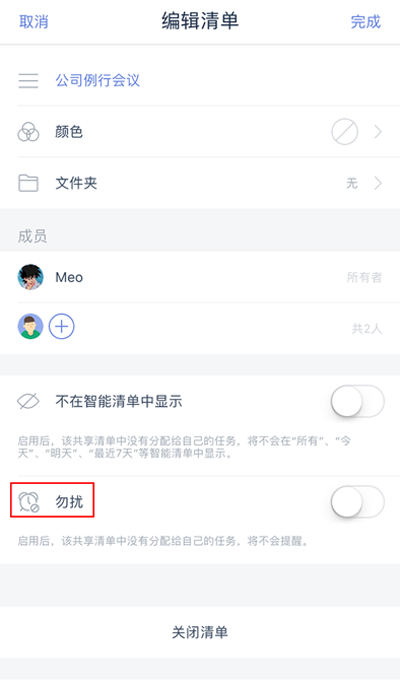 取消 编辑清单 完成
公司例行会议
颜色
文件夹 无
成员
Meo 所有者
共2人
不在智能清单中显示
启用后，该共享清单中没有分配给自己的任务，将不会在“所有”、“今
天”、“明天”、“最近7天”等智能清单中显示。
勿扰
启用后，该共享清单中没有分配给自己的任务，将不会提醒。
关闭清单